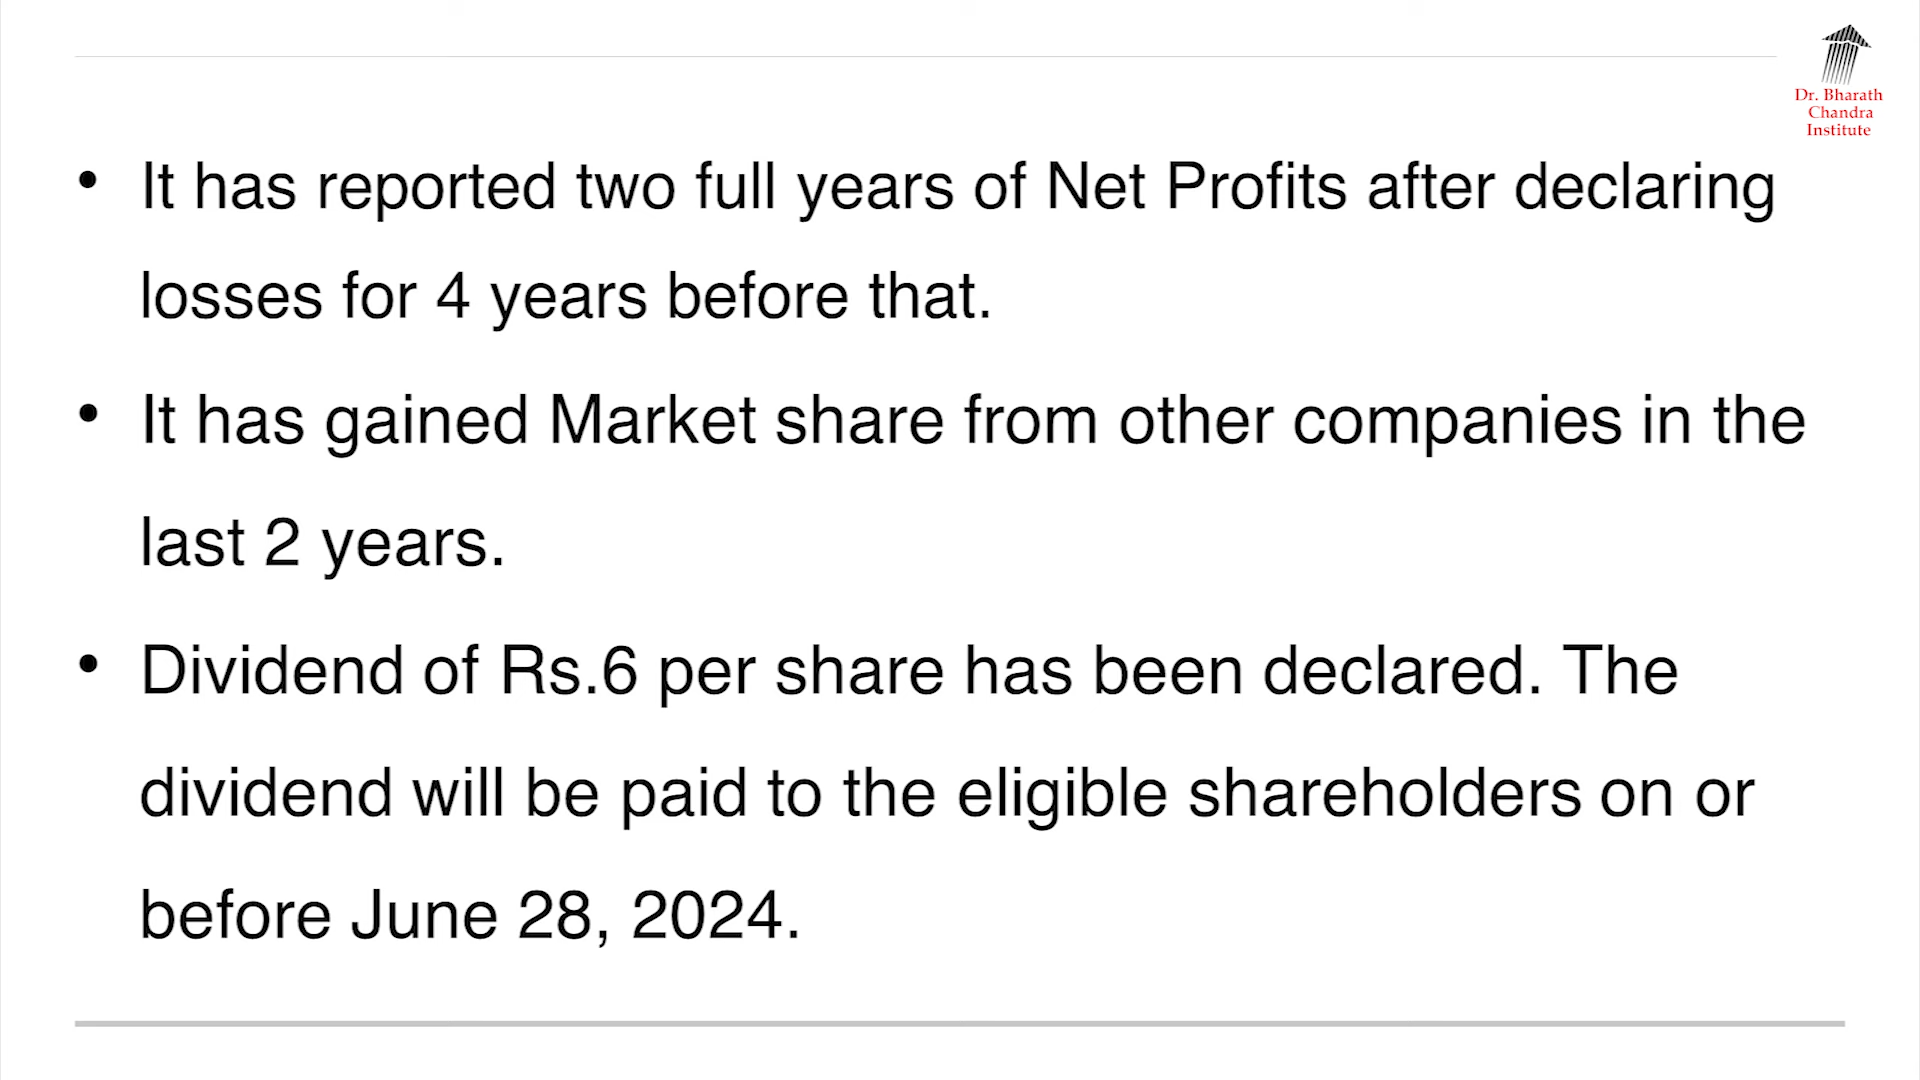 Dr. Bharath
Chandra
Institute
• It has reported two full years of Net Profits after declaring
losses for 4 years before that.
• It has gained Market share from other companies in the
last 2 years.
• Dividend of Rs.6 per share has been declared. The
dividend will be paid to the eligible shareholders on or
before June 28, 2024.